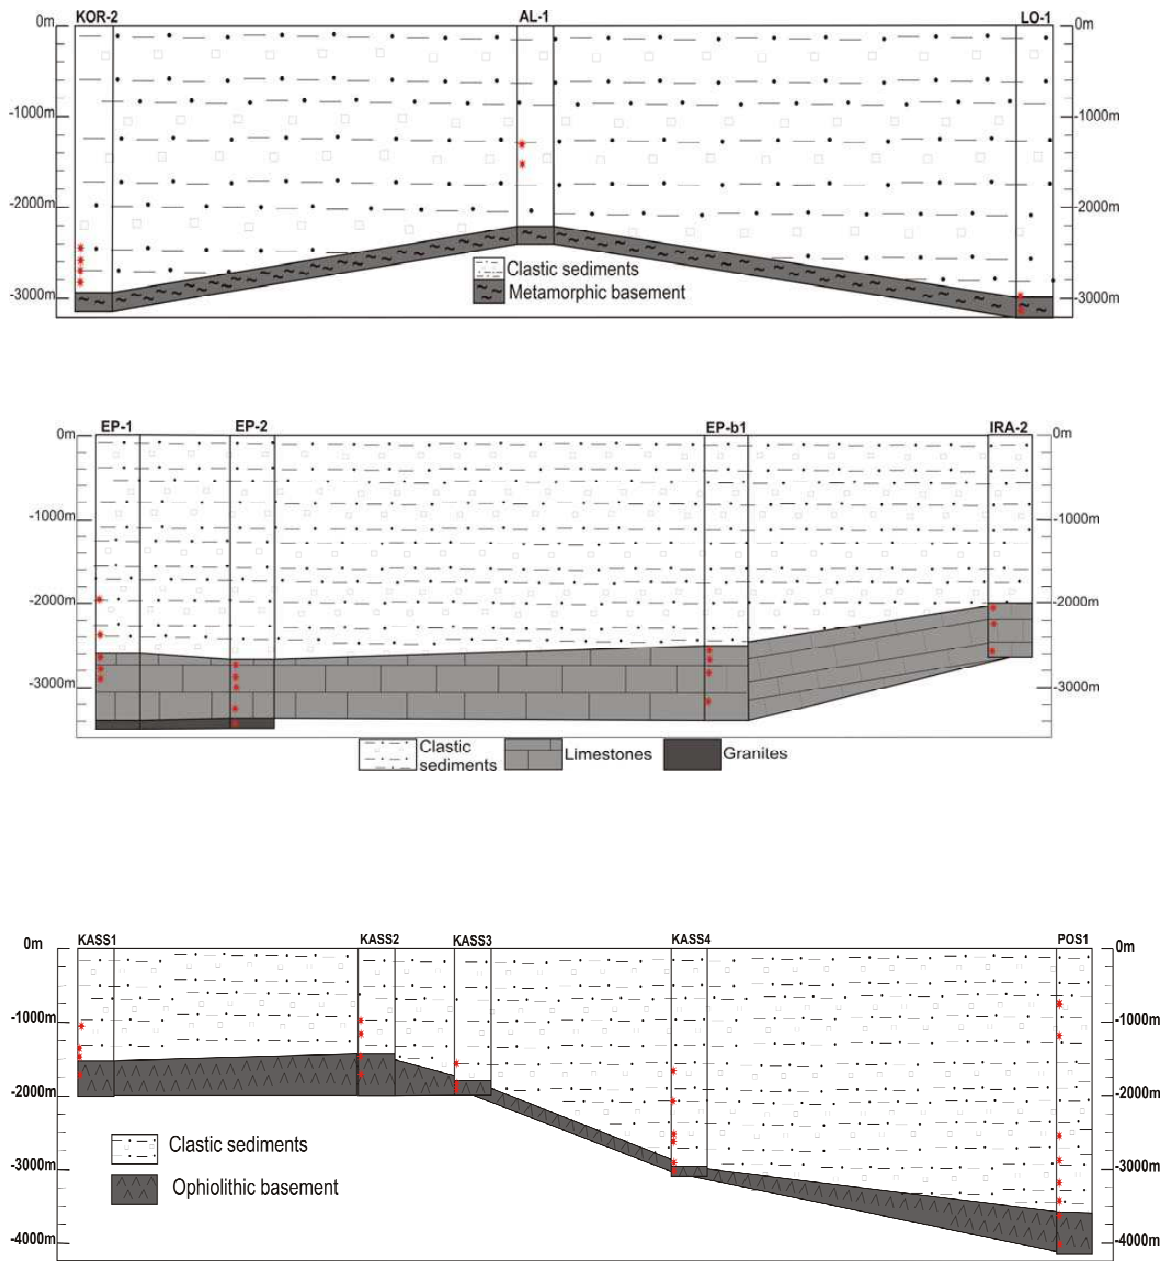 KOR-2 AL-1 LO-1
0m 0m
-1000m -1000m
-2000m -2000m
-3000m -3000m
Clastic sediments
Metamorphic basement
EP-1 EP-2 EP-b1 IRA-2
0m 0m
-1000m -1000m
-2000m -2000m
-3000m -3000m
Clastic
sediments
Limestones
Granites
KASS1 KASS2 KASS3 KASS4 POS1
0m 0m
-1000m -1000m
-2000m -2000m
-3000m -3000m
-4000m -4000m
Clastic sediments
Ophiolithic basement